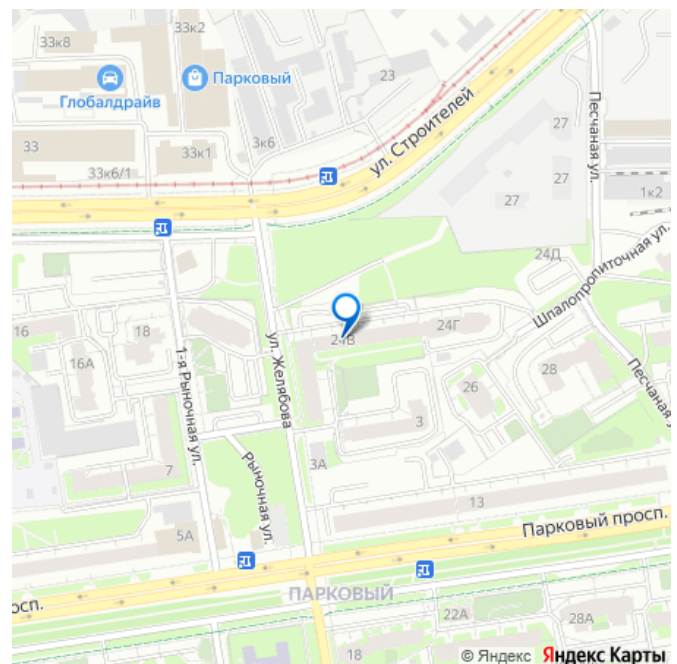 33к8
33к2
Глобалдрайв
Парковый
23
33
33к1
3к6
33к6/1
ул. Строителей
27
27
27
27
Песчаная ул.
1к2
24Д
Шпалопропиточная ул.
16
18
16А
1-я Рыночная ул.
ул. Желябова
24В
24Г
26
28
Песчаная у
3
7
3А
Рыночная ул.
13
5А
Парковый просп.
осп.
ПАРКОВЫЙ
22А
28А
18
© Яндекс Яндекс Карты